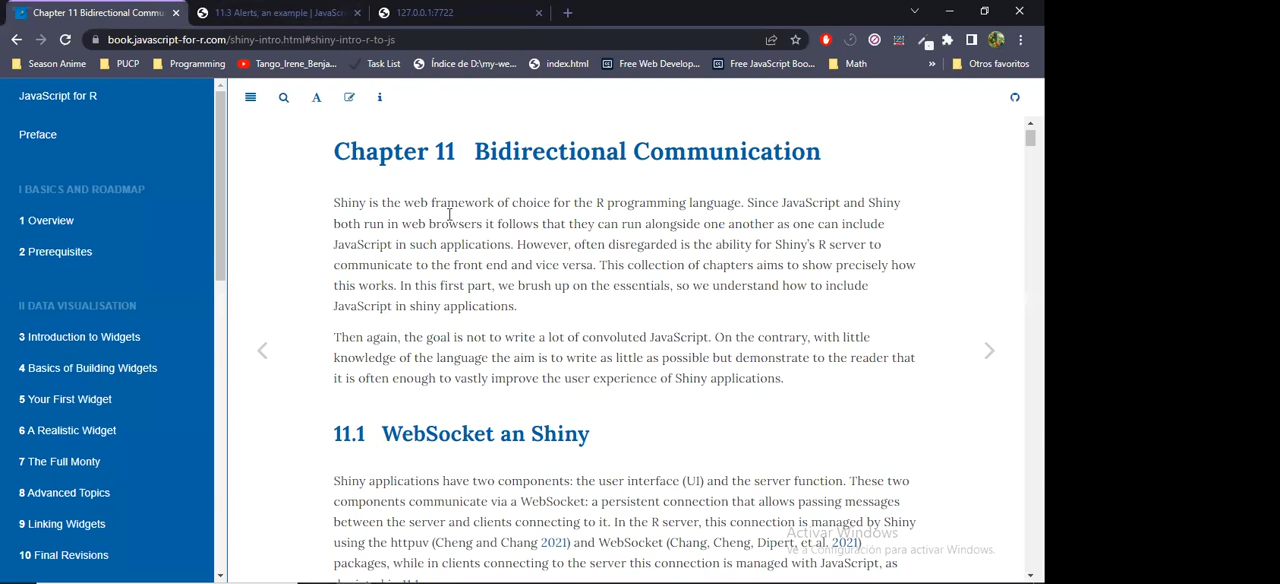 Chapter 11 Bidirectional Commu
11.3 Alerts, an example | JavaSc
127.0.0.1:7722
book.javascript-for-r.com/shiny-intro.html#shiny-intro-r-to-js
Season Anime
PUCP
Programming
Tango_Irene_Benja...
Task List
Índice de D:\my-we...
index.html
Free Web Develop...
Free JavaScript Boo...
Math
»
Otros favoritos
JavaScript for R
Preface
I BASICS AND ROADMAP
1 Overview
2 Prerequisites
II DATA VISUALISATION
3 Introduction to Widgets
4 Basics of Building Widgets
5 Your First Widget
6 A Realistic Widget
7 The Full Monty
8 Advanced Topics
9 Linking Widgets
10 Final Revisions
Chapter 11 Bidirectional Communication
Shiny is the web framework of choice for the R programming language. Since JavaScript and Shiny
both run in web browsers it follows that they can run alongside one another as one can include
JavaScript in such applications. However, often disregarded is the ability for Shiny's R server to
communicate to the front end and vice versa. This collection of chapters aims to show precisely how
this works. In this first part, we brush up on the essentials, so we understand how to include
JavaScript in shiny applications.
Then again, the goal is not to write a lot of convoluted JavaScript. On the contrary, with little
knowledge of the language the aim is to write as little as possible but demonstrate to the reader that
it is often enough to vastly improve the user experience of Shiny applications.
11.1 WebSocket an Shiny
Shiny applications have two components: the user interface (UI) and the server function. These two
components communicate via a WebSocket: a persistent connection that allows passing messages
between the server and clients connecting to it. In the R server, this connection is managed by Shiny
using the httpuv (Cheng and Chang 2021) and WebSocket (Chang, Cheng, Dipert, et al. 2021)
packages, while in clients connecting to the server this connection is managed with JavaScript, as
Activar Windows
Ve a Configuración para activar Windows.